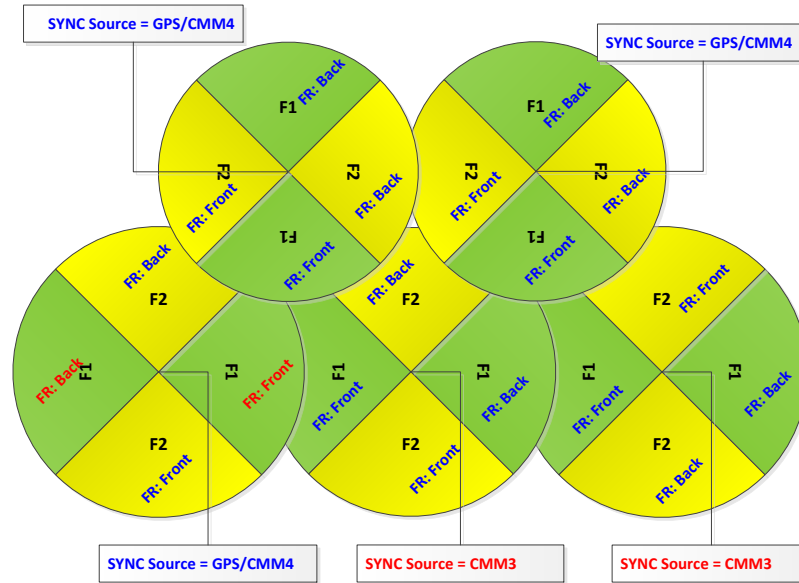 SYNC Source = GPS/CMM4
SYNC Source = GPS/CMM4
F1
FR: Back
F2
FR: Front
F2
FR: Back
F1
FR: Front
F1
FR: Back
F2
FR: Front
F2
FR: Back
F1
FR: Front
FR: Back
F2
F1
FR: Back
F1
FR: Front
F2
FR: Front
FR: Back
F2
F1
FR: Front
F1
FR: Back
F2
FR: Front
F2
FR: Front
F1
FR: Front
F1
FR: Back
F2
FR: Back
SYNC Source = GPS/CMM4
SYNC Source = CMM3
SYNC Source = CMM3